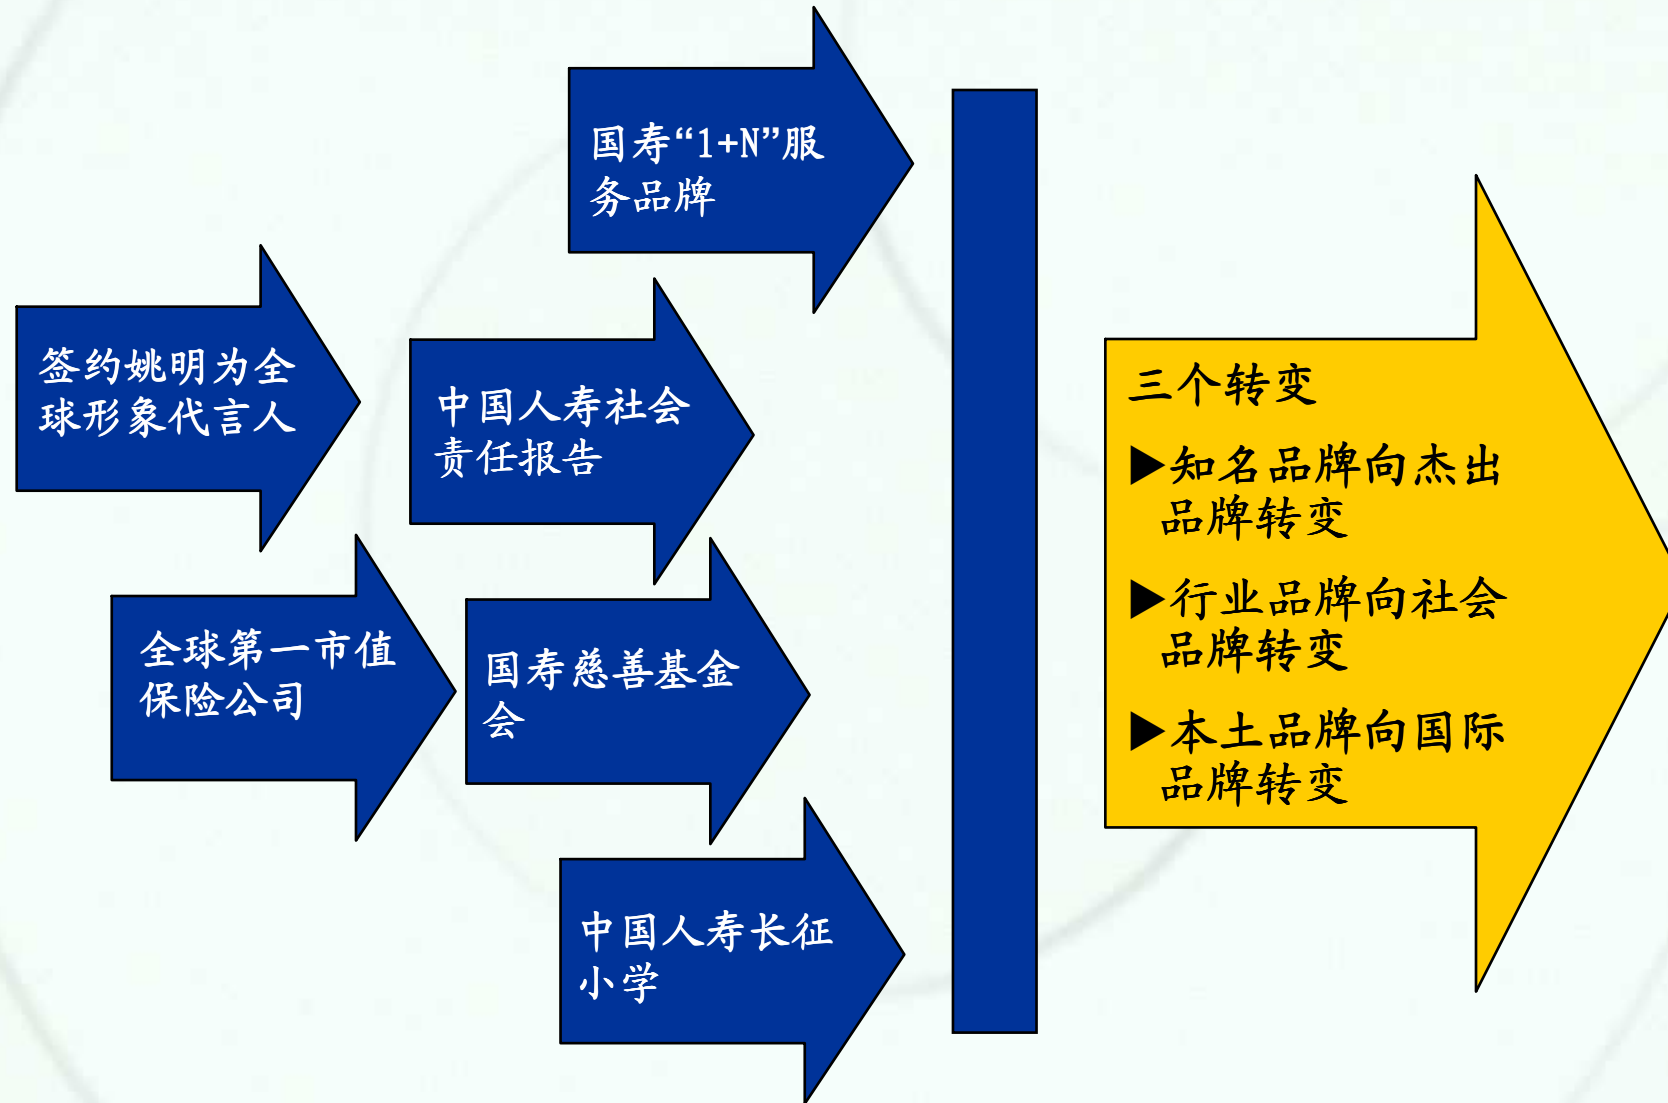 国寿“1+N”服
务品牌
签约姚明为全
球形象代言人
中国人寿社会
责任报告
全球第一市值
保险公司
国寿慈善基金
会
中国人寿长征
小学
三个转变
▶知名品牌向杰出
品牌转变
▶行业品牌向社会
品牌转变
▶本土品牌向国际
品牌转变